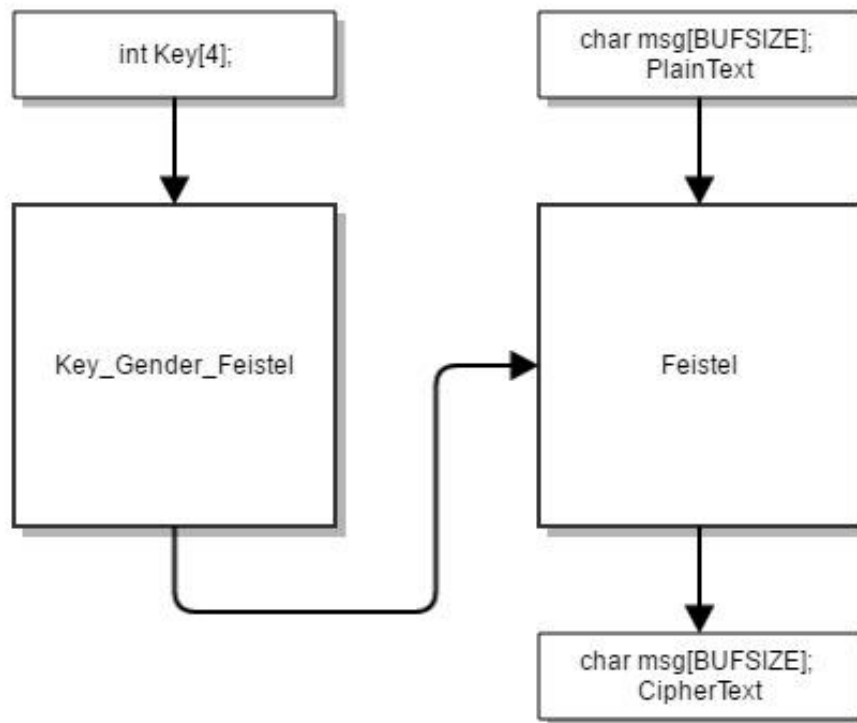 int Key[4];
char msg[BUFSIZE];
PlainText
Key_Gender_Feistel
Feistel
char msg[BUFSIZE];
CipherText